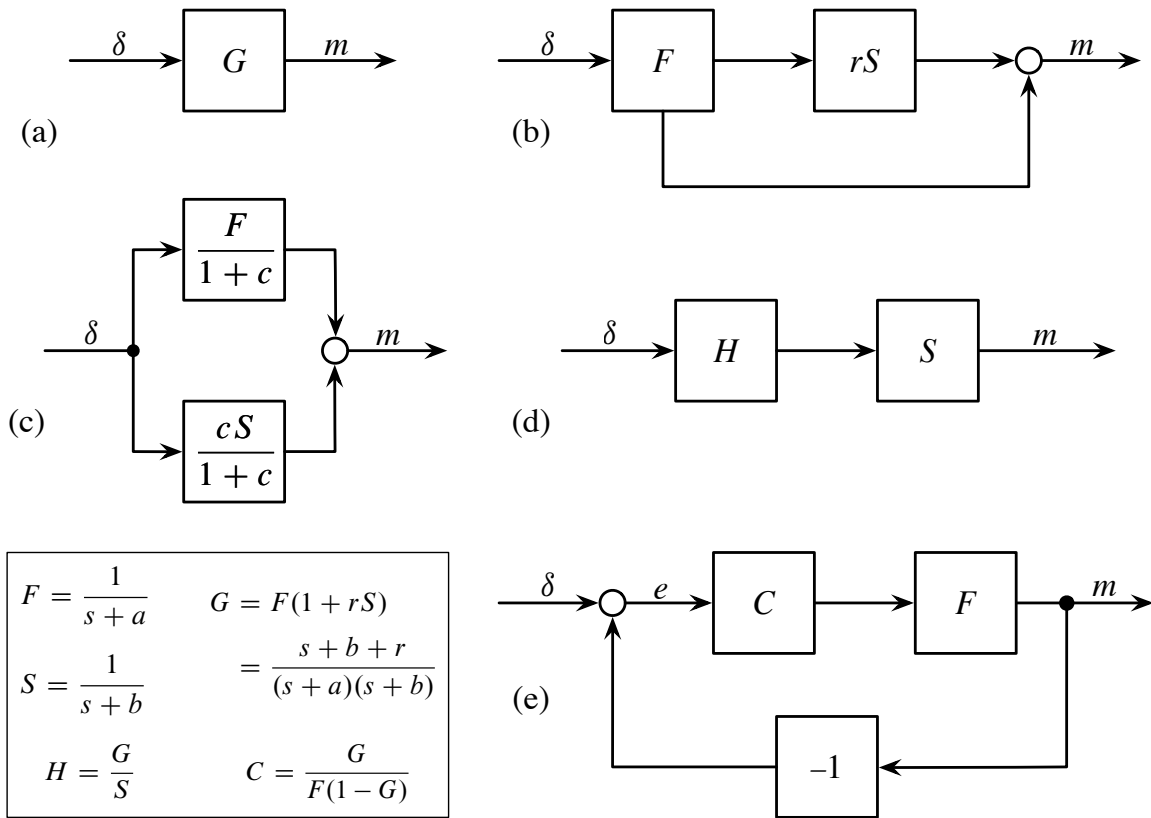 δ G m
(a)
δ F rS m
(b)
F
1 + c
δ m
cS
1 + c
(c)
δ H S m
(d)
F = 1/(s + a)
G = F(1 + rS)
= (s + b + r)/((s + a)(s + b))
S = 1/(s + b)
H = G/S
C = G/(F(1 − G))
δ e C F m
–1
(e)